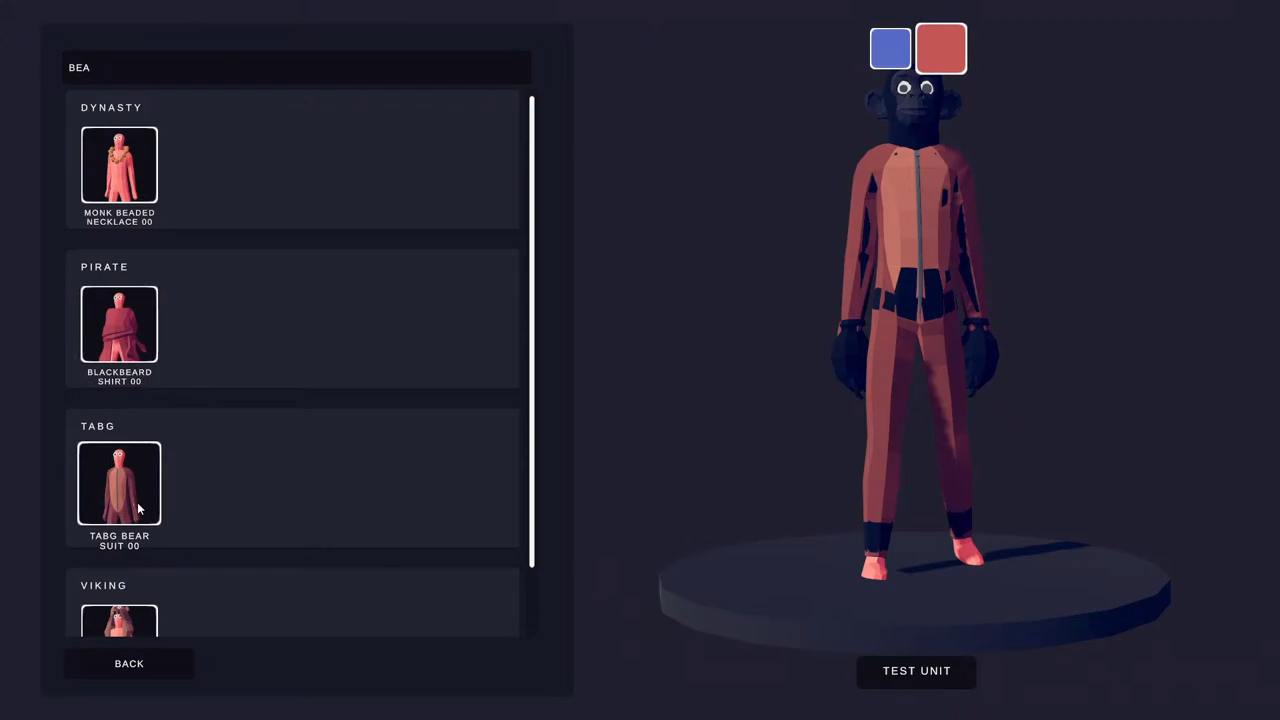 BEA
DYNASTY
MONK BEADED
NECKLACE 00
PIRATE
BLACKBEARD
SHIRT 00
TABG
TABG BEAR
SUIT 00
VIKING
BACK
TEST UNIT